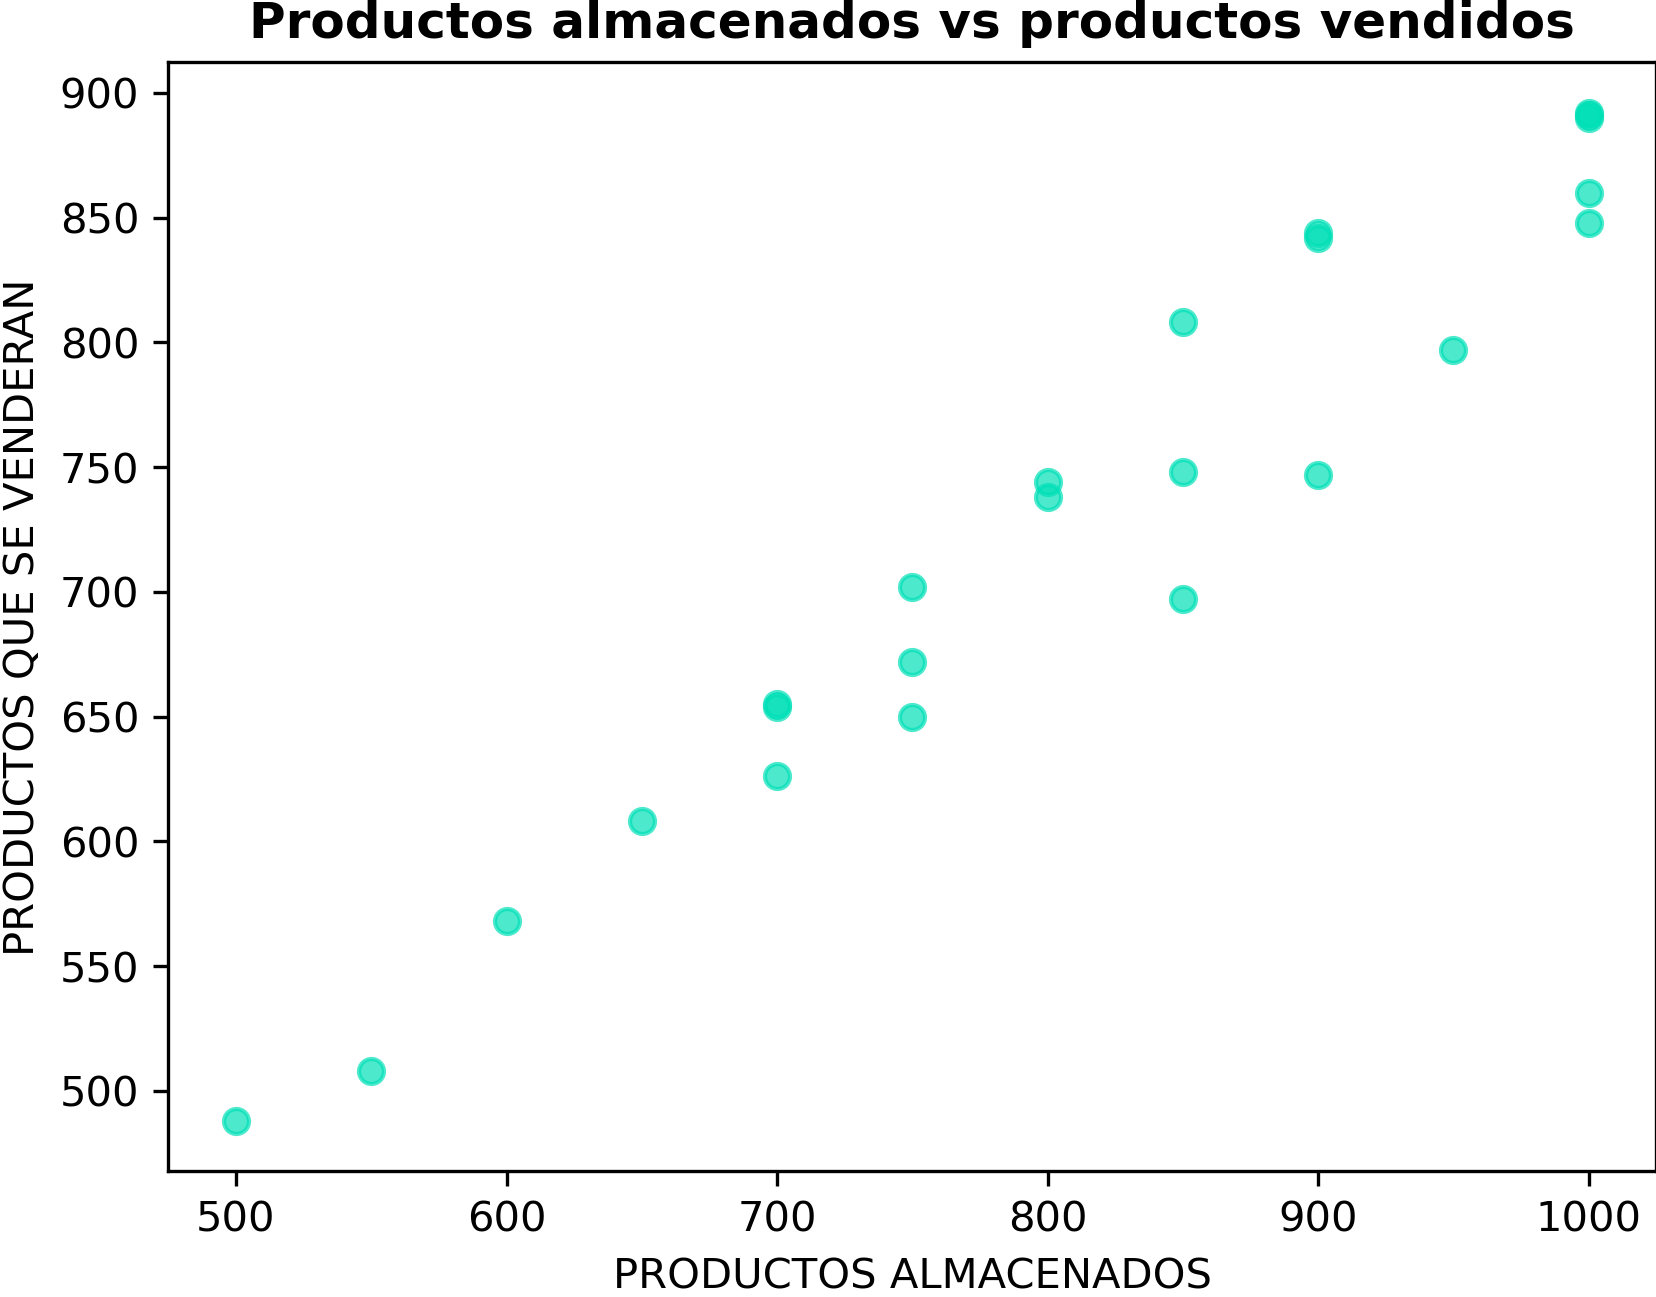 Productos almacenados vs productos vendidos
900
850
800
750
700
650
600
550
500
PRODUCTOS QUE SE VENDERAN
500 600 700 800 900 1000
PRODUCTOS ALMACENADOS